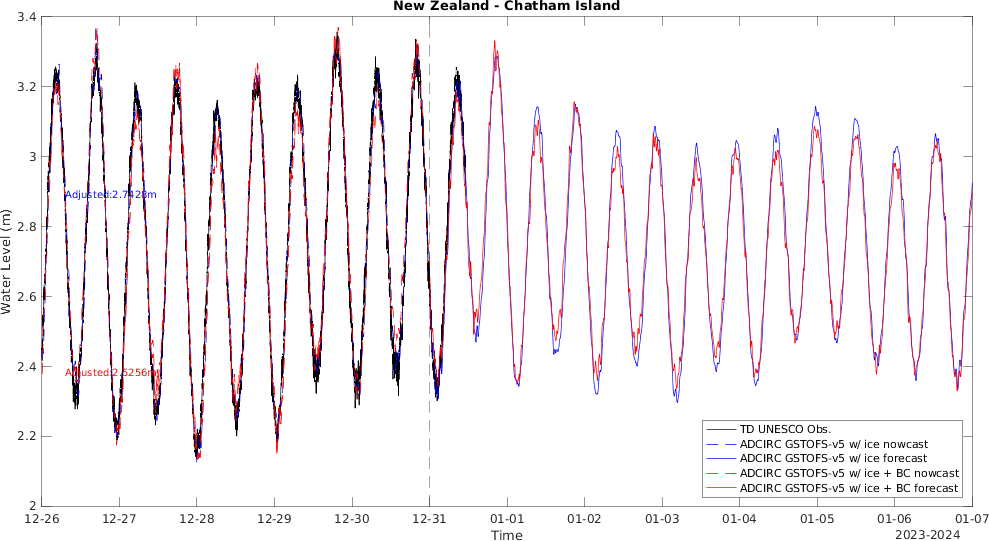 New Zealand - Chatham Island
3.4
3.2
3
2.8
2.6
2.4
2.2
2
Water Level (m)
Adjusted:2.7428m
Adjusted:2.6256m
TD UNESCO Obs.
ADCIRC GSTOFS-v5 w/ ice nowcast
ADCIRC GSTOFS-v5 w/ ice forecast
ADCIRC GSTOFS-v5 w/ ice + BC nowcast
ADCIRC GSTOFS-v5 w/ ice + BC forecast
12-26 12-27 12-28 12-29 12-30 12-31 01-01 01-02 01-03 01-04 01-05 01-06 01-07
Time
2023-2024